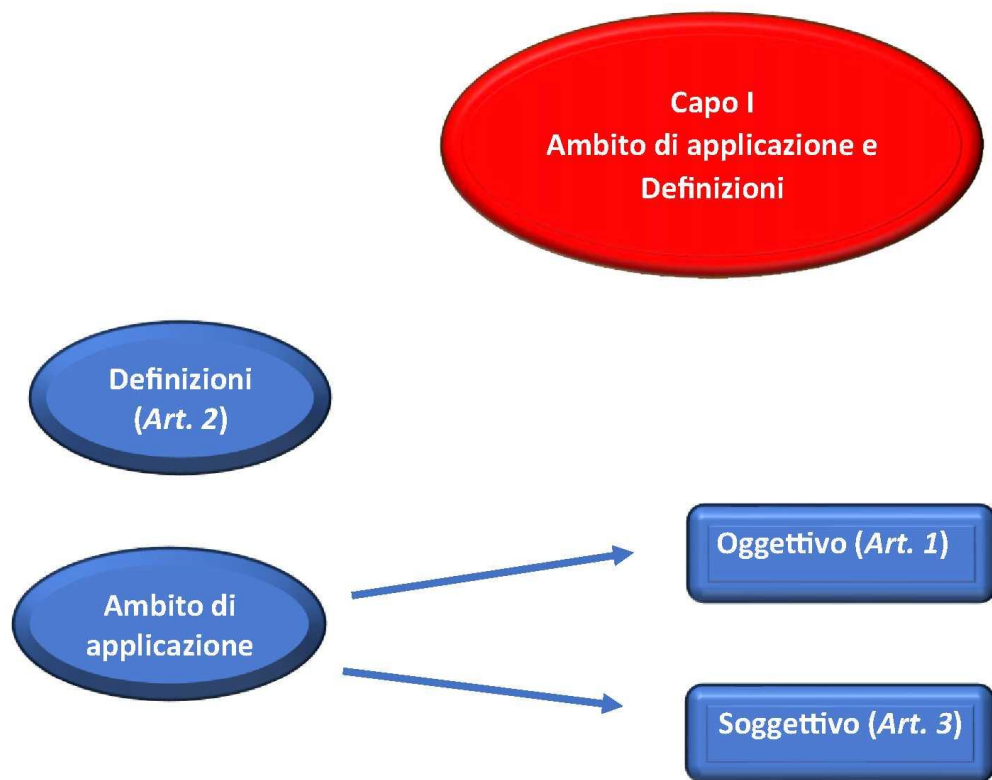 Capo I
Ambito di applicazione e
Definizioni
Definizioni
(Art. 2)
Ambito di
applicazione
Oggettivo (Art. 1)
Soggettivo (Art. 3)